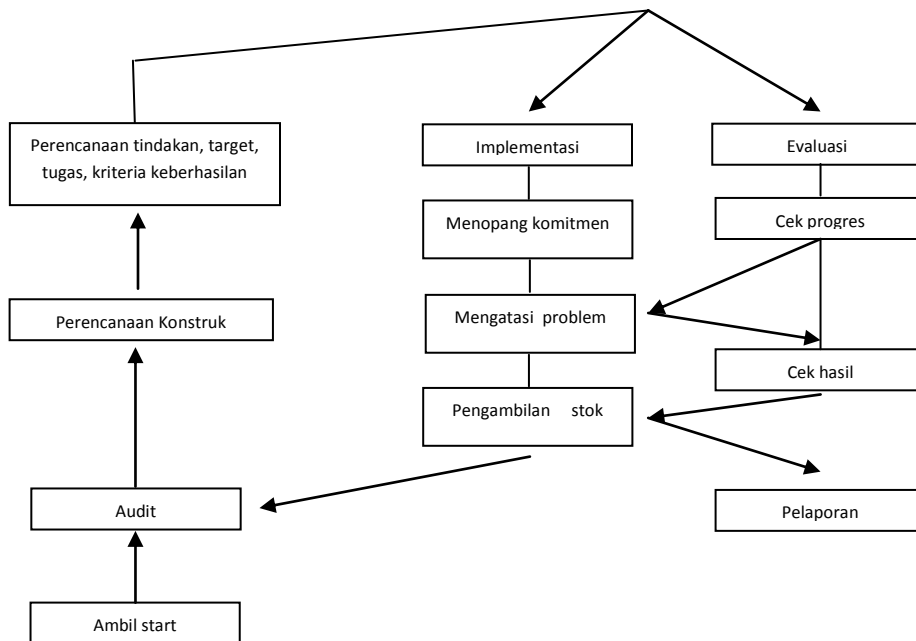 Perencanaan tindakan, target,
tugas, kriteria keberhasilan
Perencanaan Konstruk
Audit
Ambil start
Implementasi
Menopang komitmen
Mengatasi problem
Pengambilan stok
Evaluasi
Cek progres
Cek hasil
Pelaporan